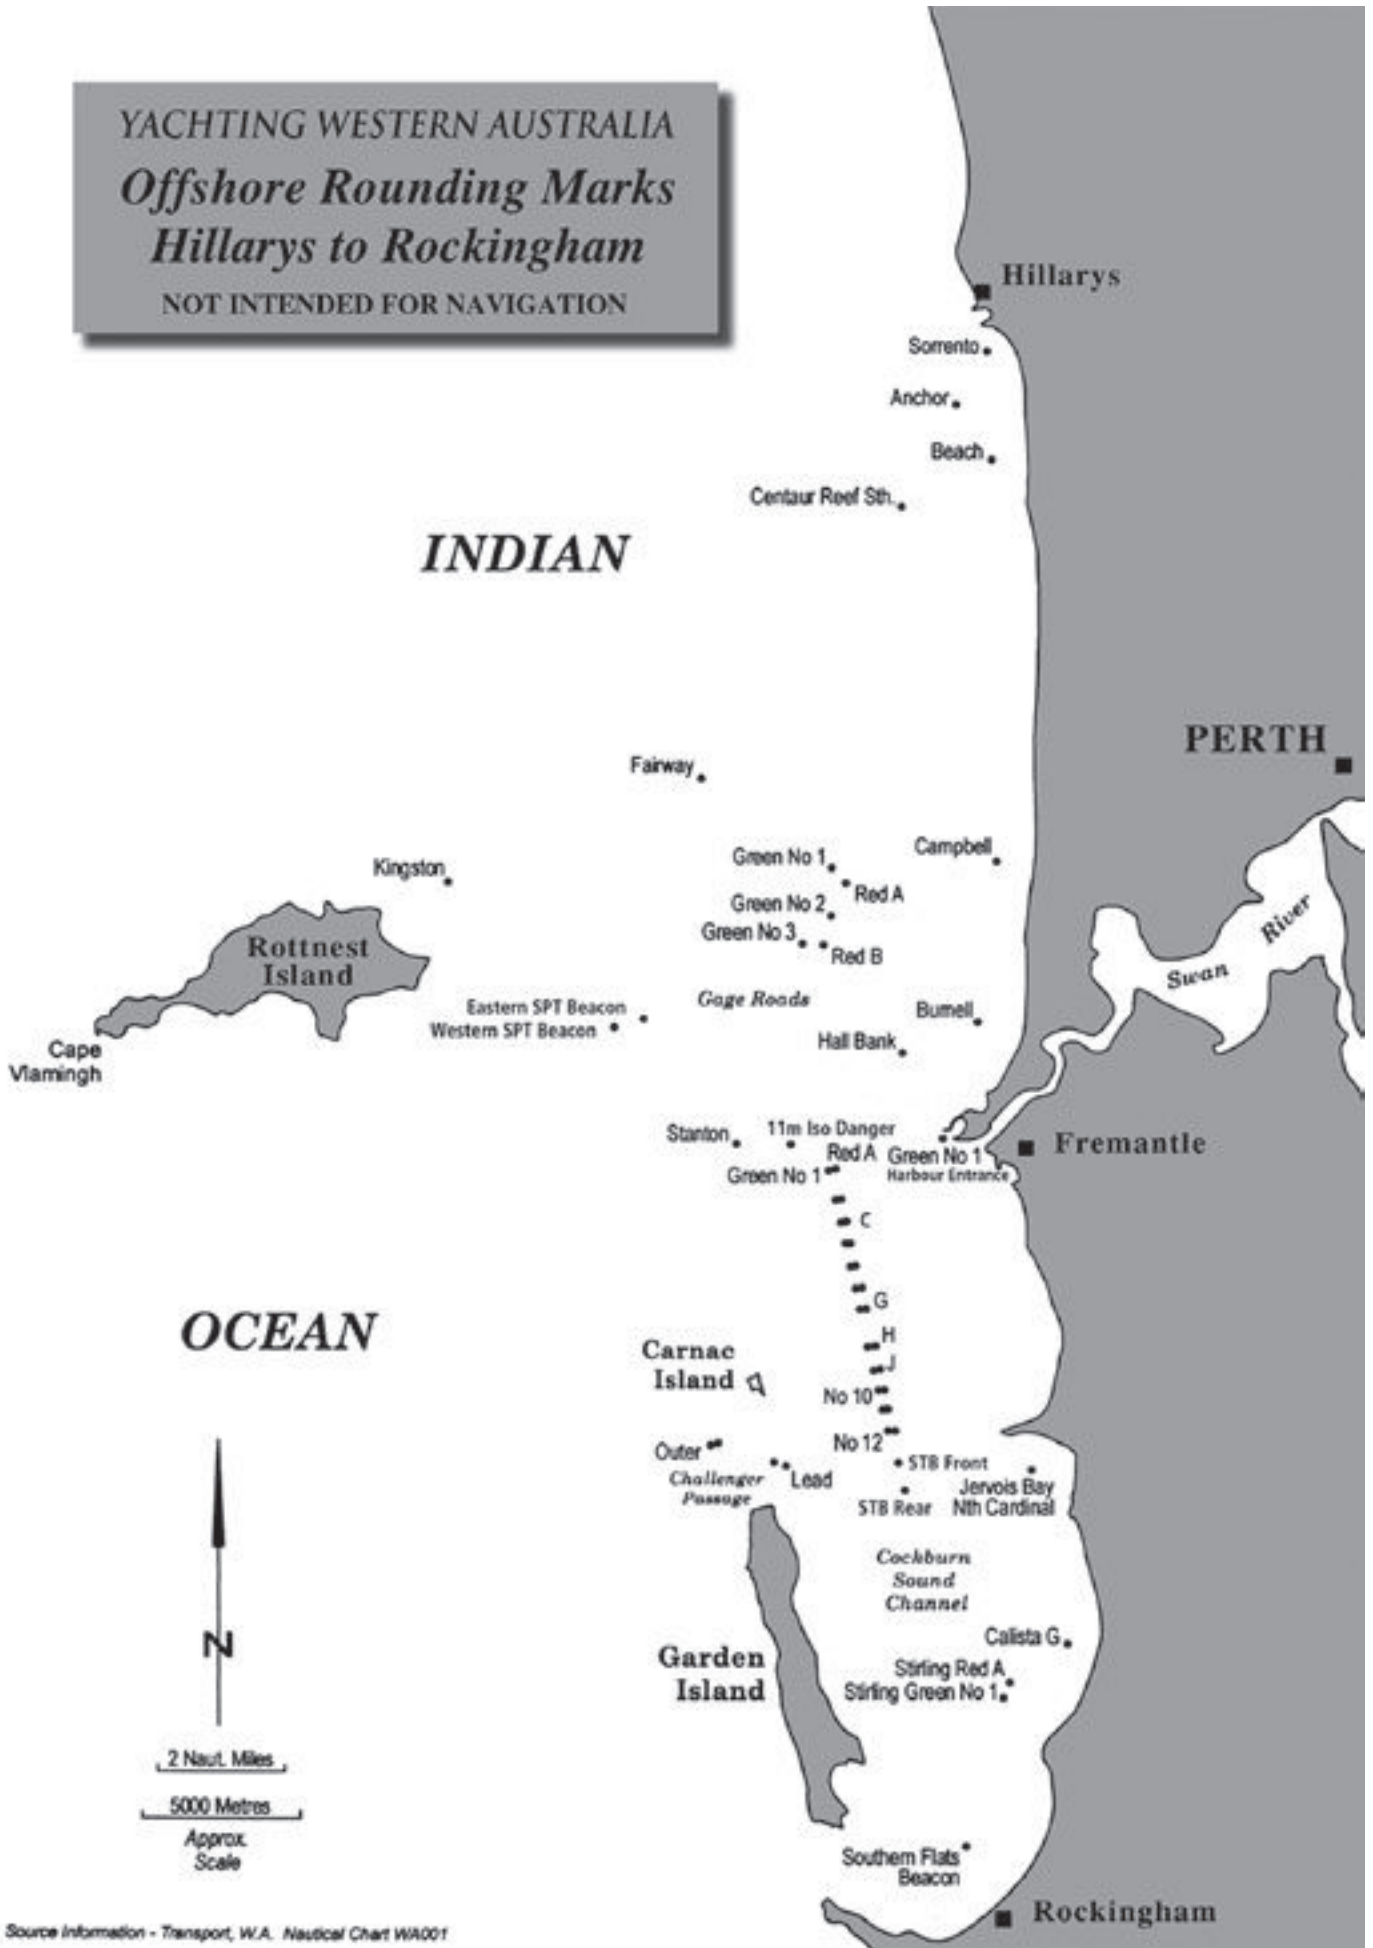 YACHTING WESTERN AUSTRALIA
Offshore Rounding Marks
Hillarys to Rockingham
NOT INTENDED FOR NAVIGATION
Hillarys
Sorrento
Anchor
Beach
Centaur Reef Sth.
INDIAN
PERTH
Fairway
Campbell
Green No 1
Kingston
Red A
Green No 2
Green No 3
Red B
Rottnest
Island
Swan
River
Gage Roads
Eastern SPT Beacon
Western SPT Beacon
Burnell
Hall Bank
Cape
Vlamingh
Stanton
11m Iso Danger
Red A
Green No 1
Green No 1
Harbour Entrance
Fremantle
C
G
OCEAN
H
Carnac
Island
J
No 10
No 12
Outer
Challenger
Passage
Lead
STB Front
STB Rear
Jervois Bay
Nth Cardinal
Cockburn
Sound
Channel
Calista G
N
Garden
Island
Stirling Red A
Stirling Green No 1
2 Naut. Miles
5000 Metres
Approx.
Scale
Southern Flats
Beacon
Rockingham
Source Information - Transport, W.A. Nautical Chart WA001